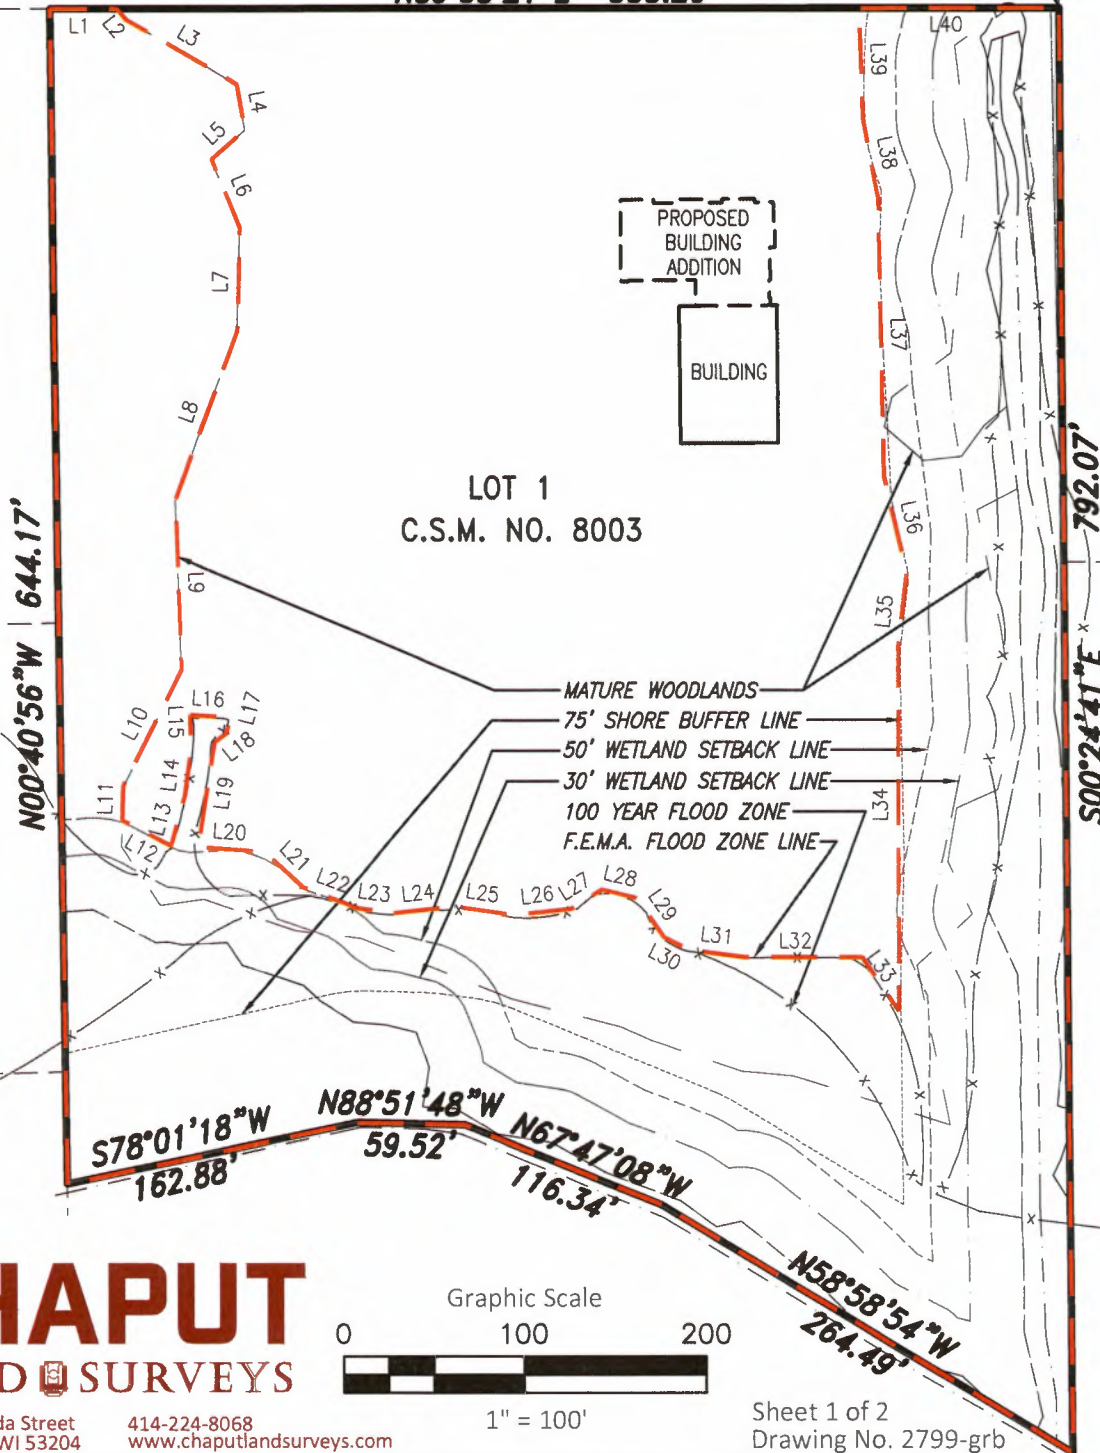 L1
L2
L3
L4
L5
L6
L7
L8
L9
L10
L11
L12
L13
L14
L15
L16
L17
L18
L19
L20
L21
L22
L23
L24
L25
L26
L27
L28
L29
L30
L31
L32
L33
L34
L35
L36
L37
L38
L39
L40
PROPOSED
BUILDING
ADDITION
BUILDING
LOT 1
C.S.M. NO. 8003
N00°40'56"W 644.17'
S00°24'41"E 792.07'
MATURE WOODLANDS
75' SHORE BUFFER LINE
50' WETLAND SETBACK LINE
30' WETLAND SETBACK LINE
100 YEAR FLOOD ZONE
F.E.M.A. FLOOD ZONE LINE
S78°01'18"W
162.88'
N88°51'48"W
59.52'
N67°47'08"W
116.34'
N58°58'54"W
264.49'
HAPUT
D SURVEYS
da Street
WI 53204
414-224-8068
www.chaputlandsurveys.com
Graphic Scale
0 100 200
1" = 100'
Sheet 1 of 2
Drawing No. 2799-grb